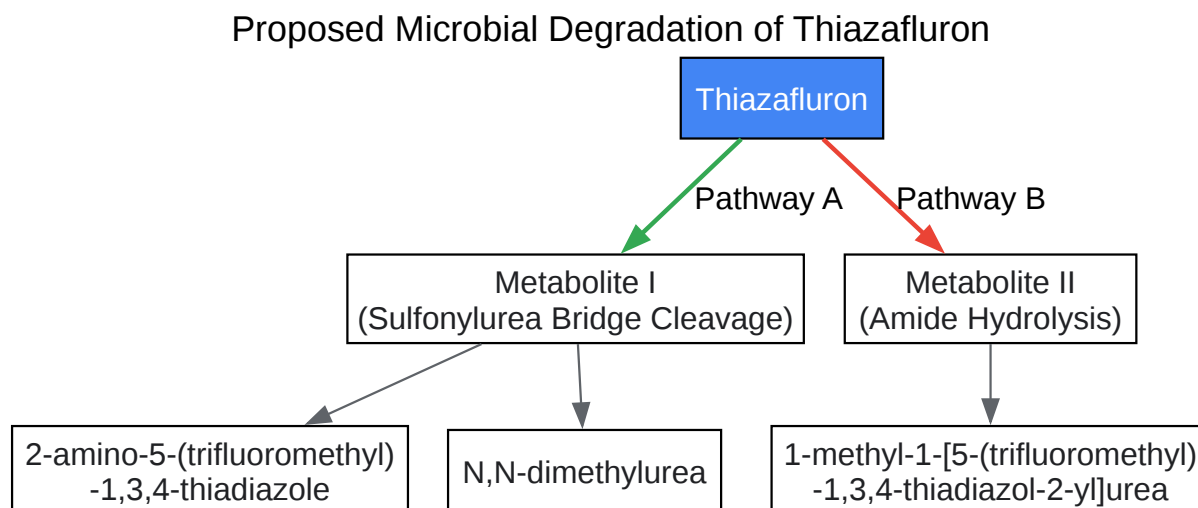 Proposed Microbial Degradation of Thiazafluron
Thiazafluron
Pathway A
Pathway B
Metabolite I
(Sulfonylurea Bridge Cleavage)
Metabolite II
(Amide Hydrolysis)
2-amino-5-(trifluoromethyl)
-1,3,4-thiadiazole
N,N-dimethylurea
1-methyl-1-[5-(trifluoromethyl)
-1,3,4-thiadiazol-2-yl]urea